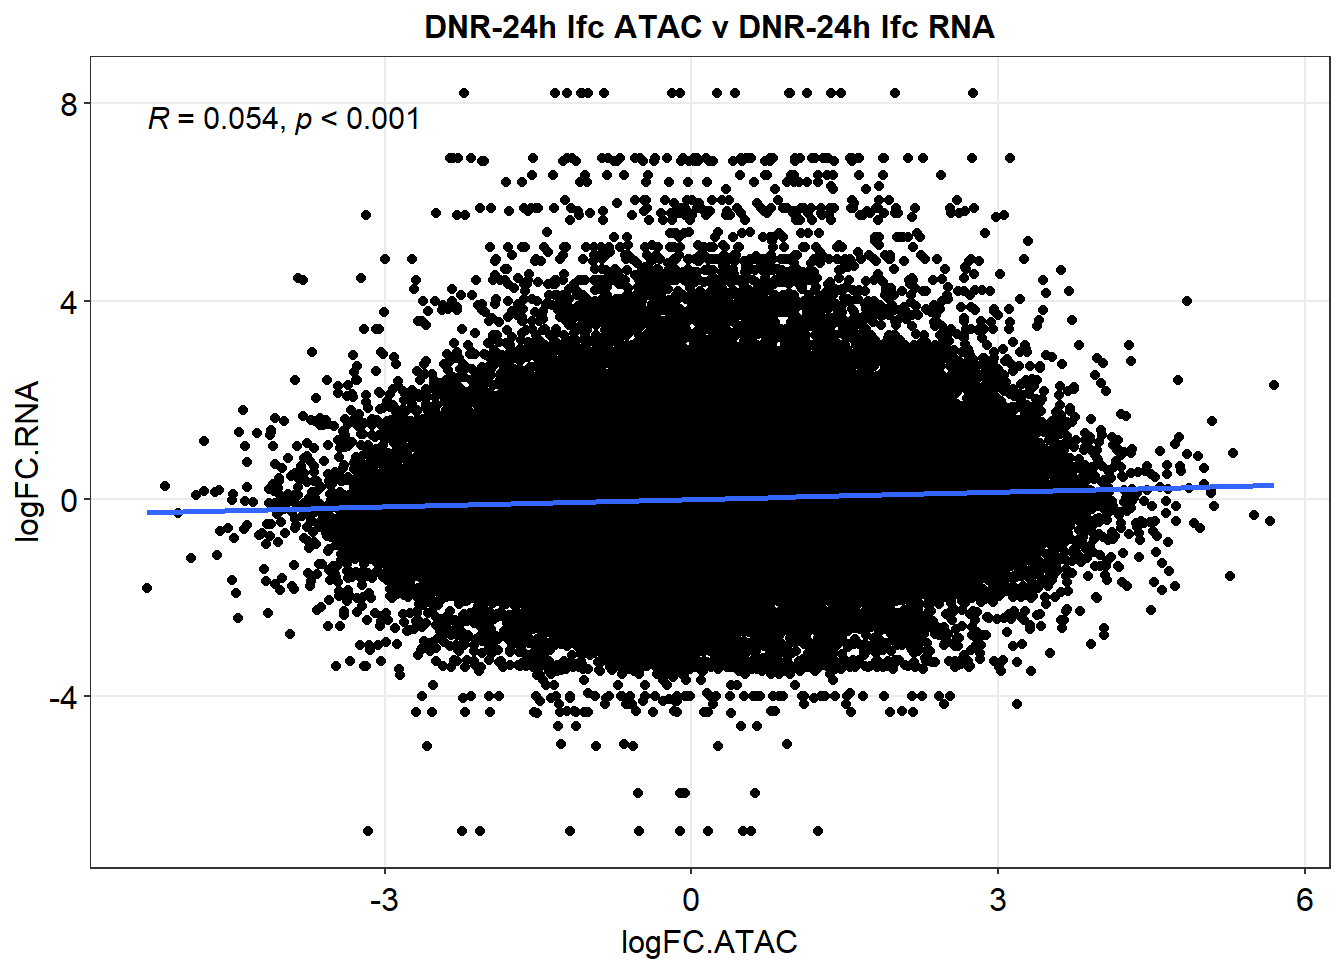 DNR-24h lfc ATAC v DNR-24h lfc RNA
R = 0.054, p < 0.001
8
4
0
-4
logFC.RNA
-3
0
3
6
logFC.ATAC